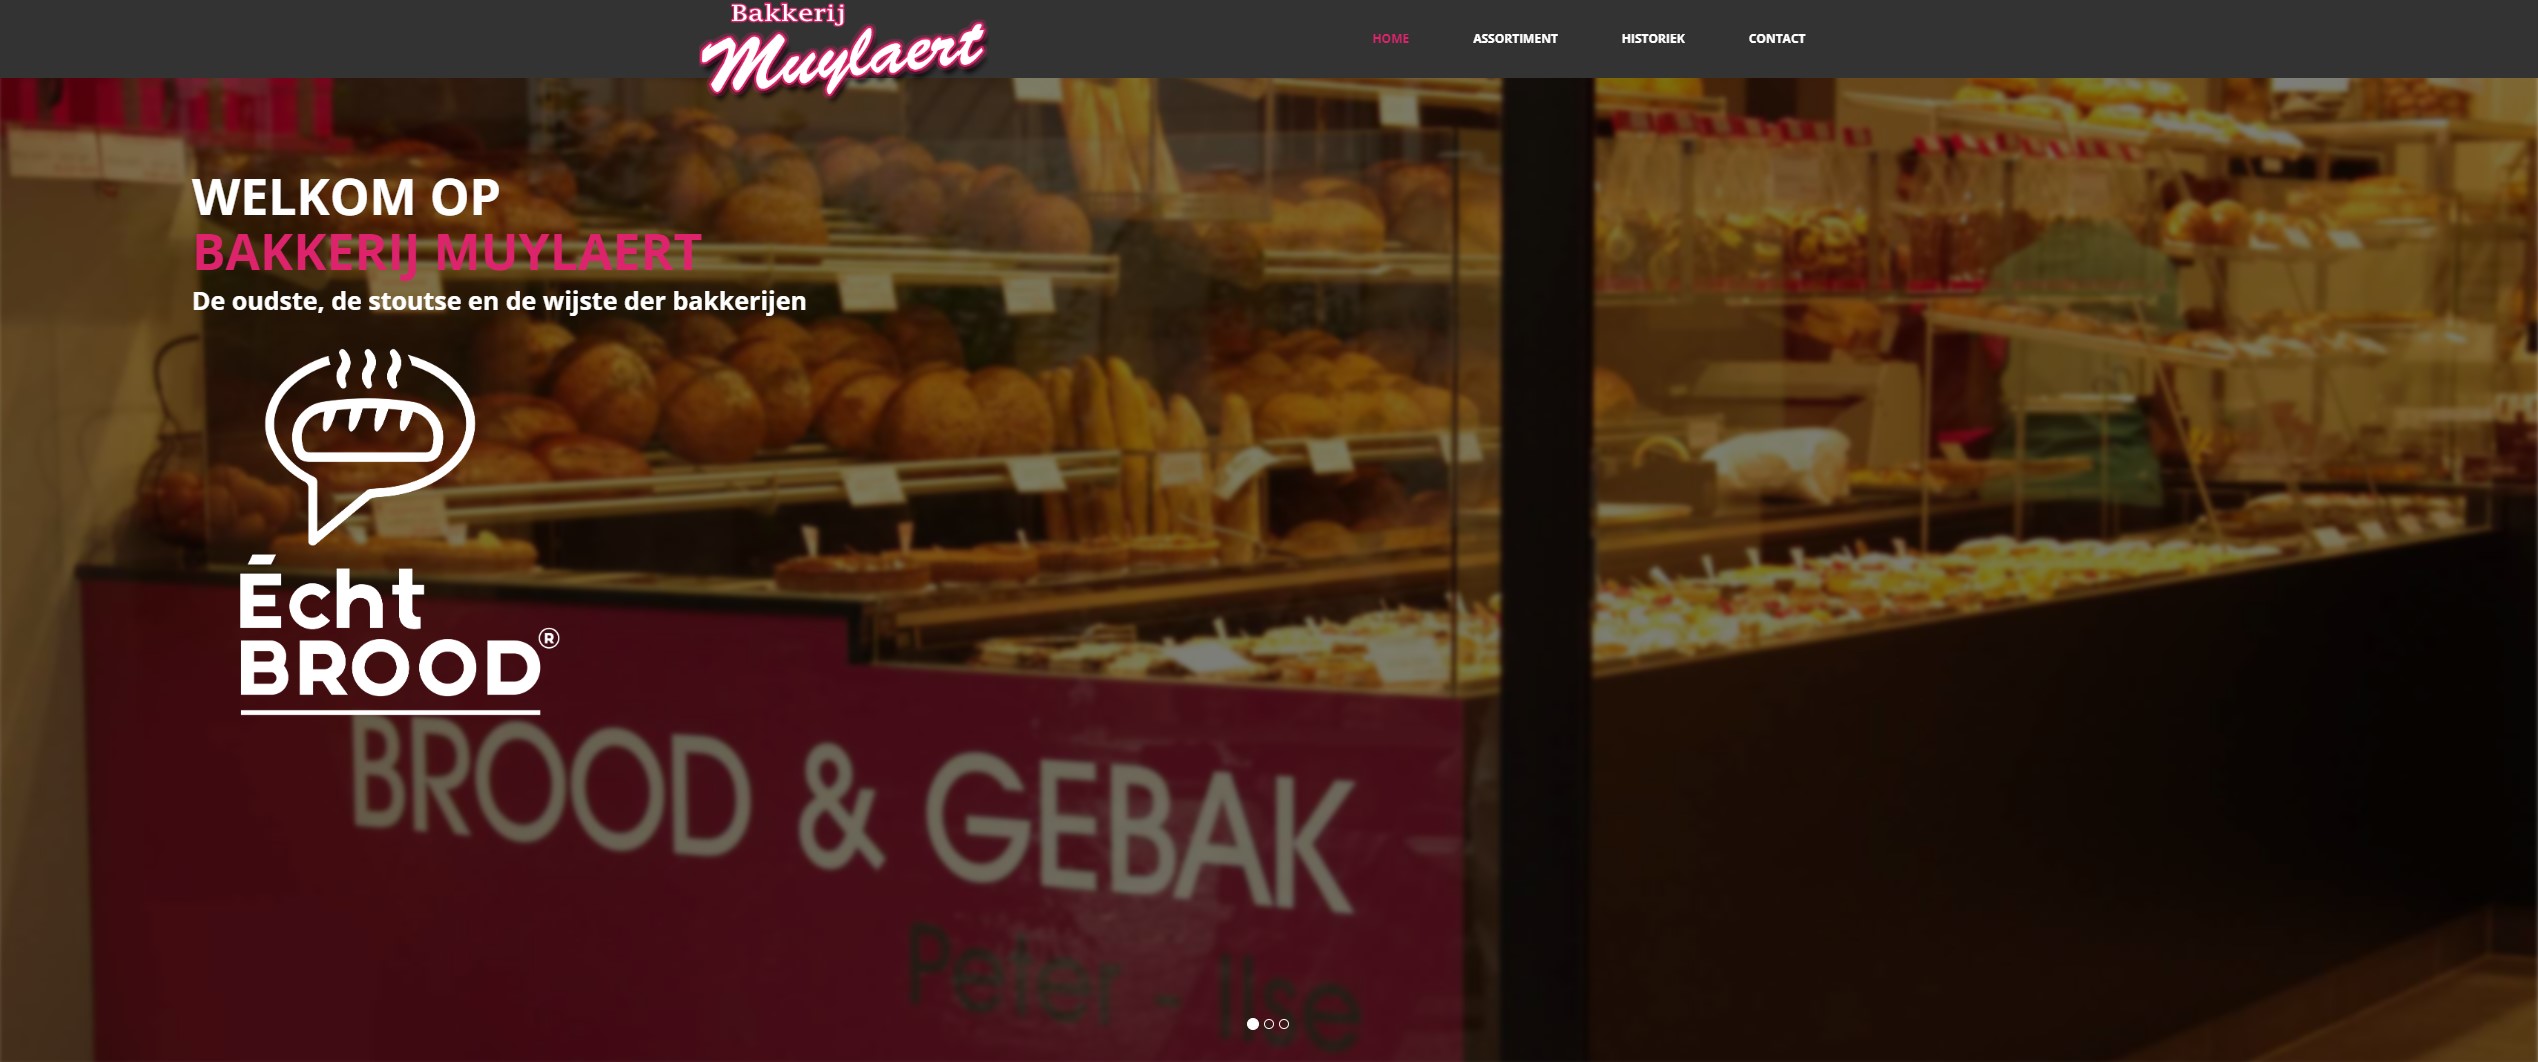 Bakkerij
Muylaert
HOME ASSORTIMENT HISTORIEK CONTACT
WELKOM OP
BAKKERIJ MUYLAERT
De oudste, de stoutse en de wijste der bakkerijen
Écht
BROOD®
BROOD & GEBAK
Peter - Ilse